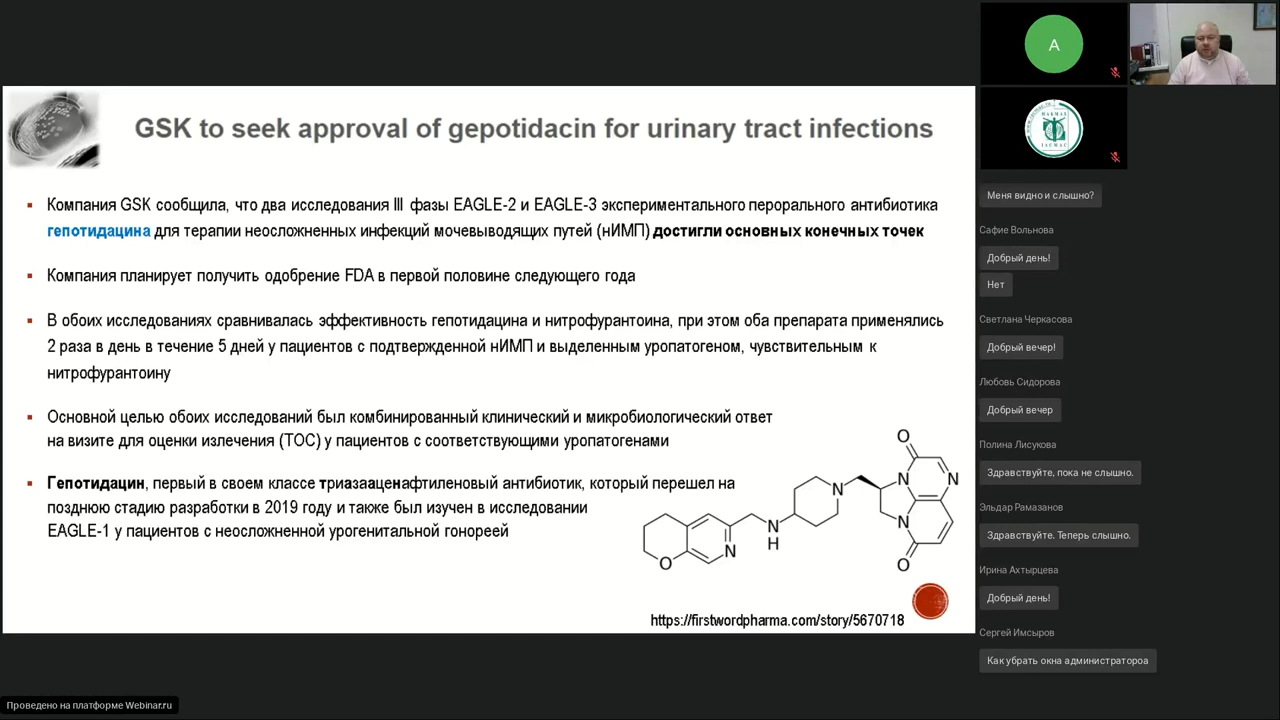 GSK to seek approval of gepotidacin for urinary tract infections
Компания GSK сообщила, что два исследования III фазы EAGLE-2 и EAGLE-3 экспериментального перорального антибиотика
гепотидацина для терапии неосложненных инфекций мочевыводящих путей (нИМП) достигли основных конечных точек
Компания планирует получить одобрение FDA в первой половине следующего года
В обоих исследованиях сравнивалась эффективность гепотидацина и нитрофурантоина, при этом оба препарата применялись
2 раза в день в течение 5 дней у пациентов с подтвержденной нИМП и выделенным уропатогеном, чувствительным к
нитрофурантоину
Основной целью обоих исследований был комбинированный клинический и микробиологический ответ
на визите для оценки излечения (TOC) у пациентов с соответствующими уропатогенами
Гепотидацин, первый в своем классе триазааценафтиленовый антибиотик, который перешел на
позднюю стадию разработки в 2019 году и также был изучен в исследовании
EAGLE-1 у пациентов с неосложненной урогенитальной гонореей
O
N
N
N
N
H
N
O
O
https://firstwordpharma.com/story/5670718
A
МАКМАХ
IACMAC
Меня видно и слышно?
Сафие Вольнова
Добрый день!
Нет
Светлана Черкасова
Добрый вечер!
Любовь Сидорова
Добрый вечер
Полина Лисукова
Здравствуйте, пока не слышно.
Эльдар Рамазанов
Здравствуйте. Теперь слышно.
Ирина Ахтырцева
Добрый день!
Сергей Имсыров
Как убрать окна администратороа
Проведено на платформе Webinar.ru